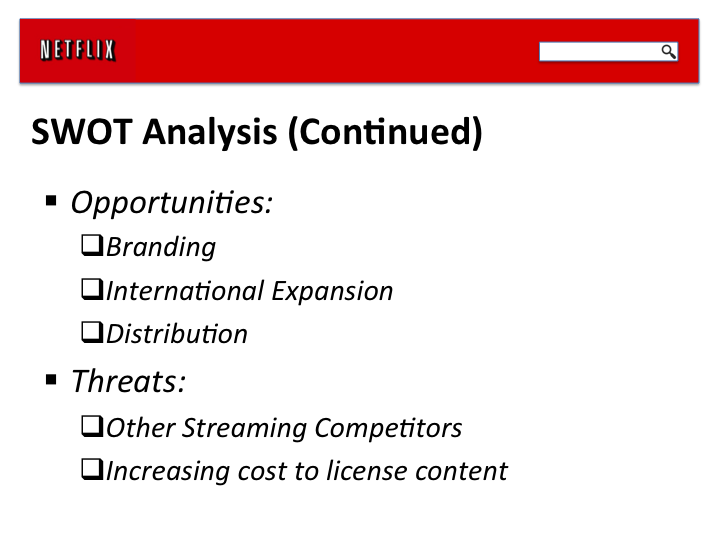 NETFLIX
SWOT Analysis (Continued)
Opportunities:
Branding
International Expansion
Distribution
Threats:
Other Streaming Competitors
Increasing cost to license content